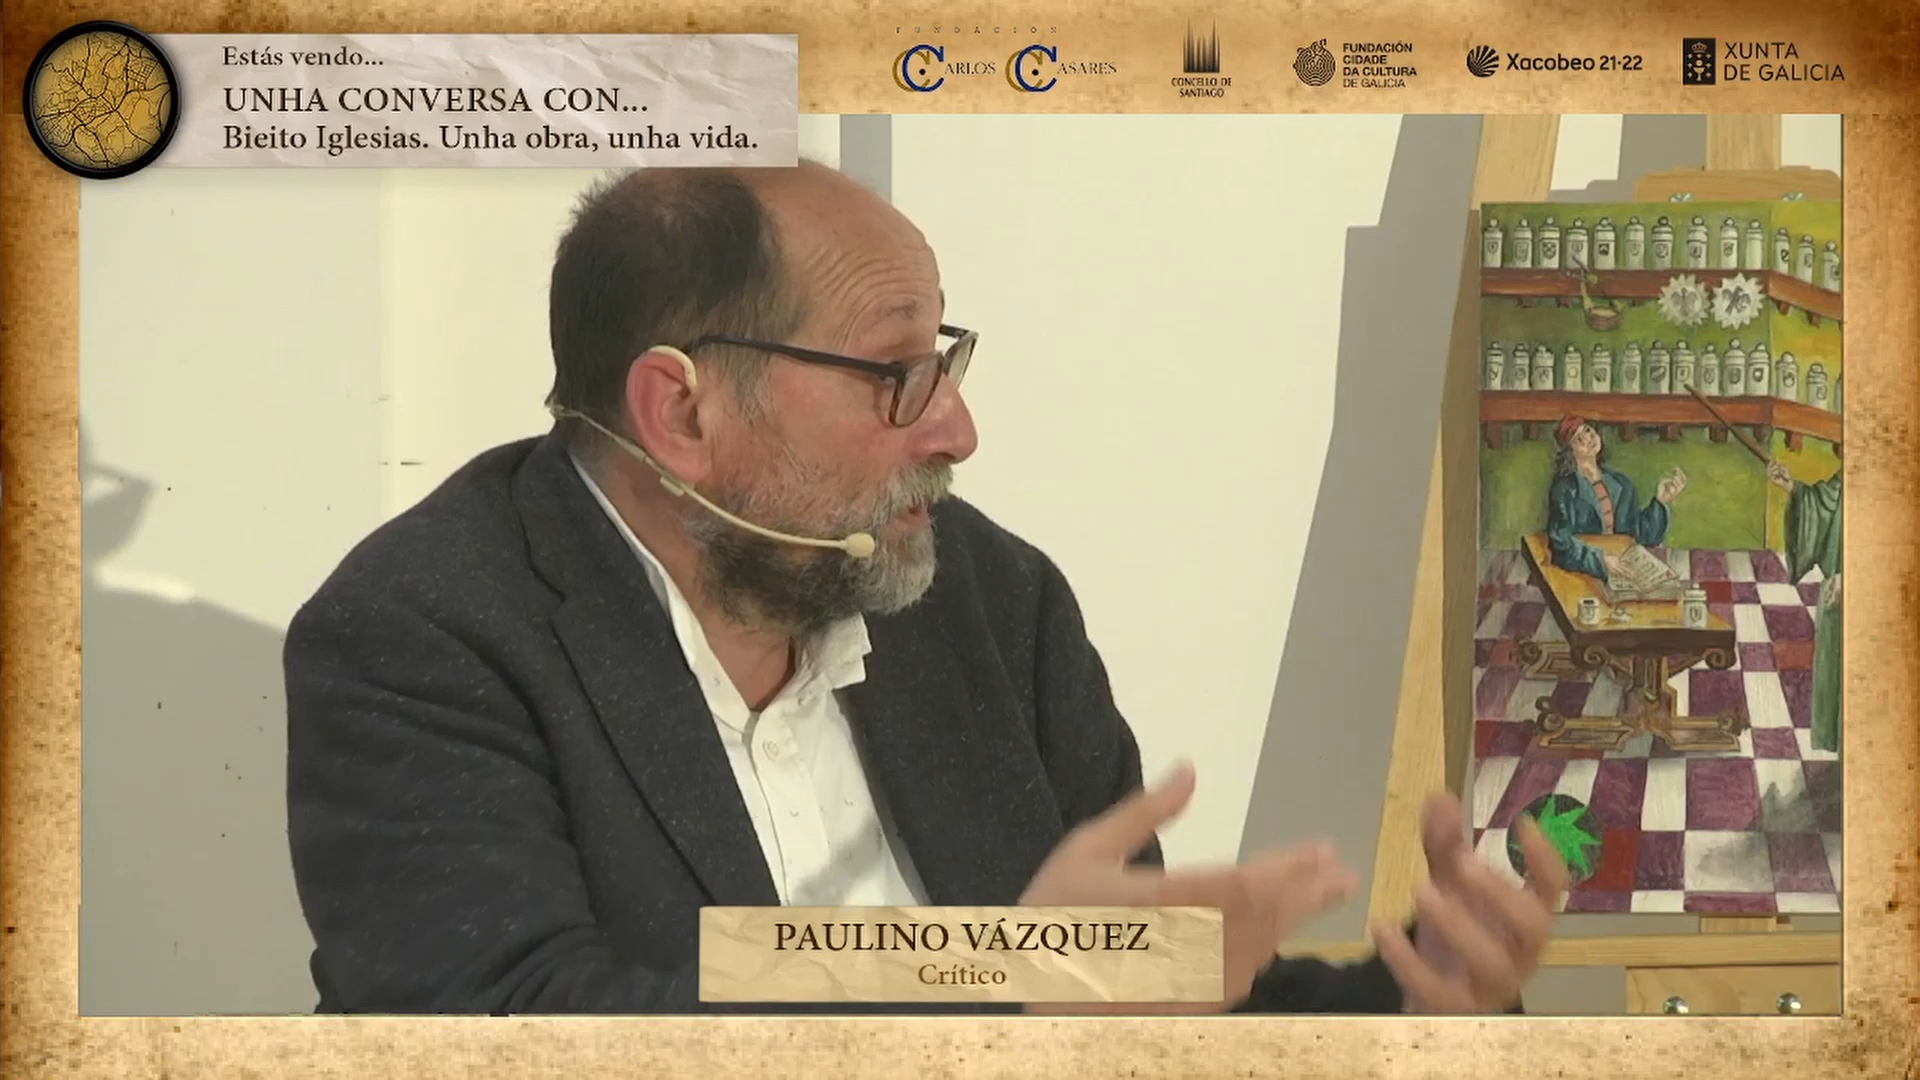 Estás vendo...
UNHA CONVERSA CON...
Bieito Iglesias. Unha obra, unha vida.
FUNDACION
CARLOS CASARES
CONCELLO DE
SANTIAGO
FUNDACIÓN
CIDADE
DA CULTURA
DE GALICIA
Xacobeo 21·22
XUNTA
DE GALICIA
PAULINO VÁZQUEZ
Crítico